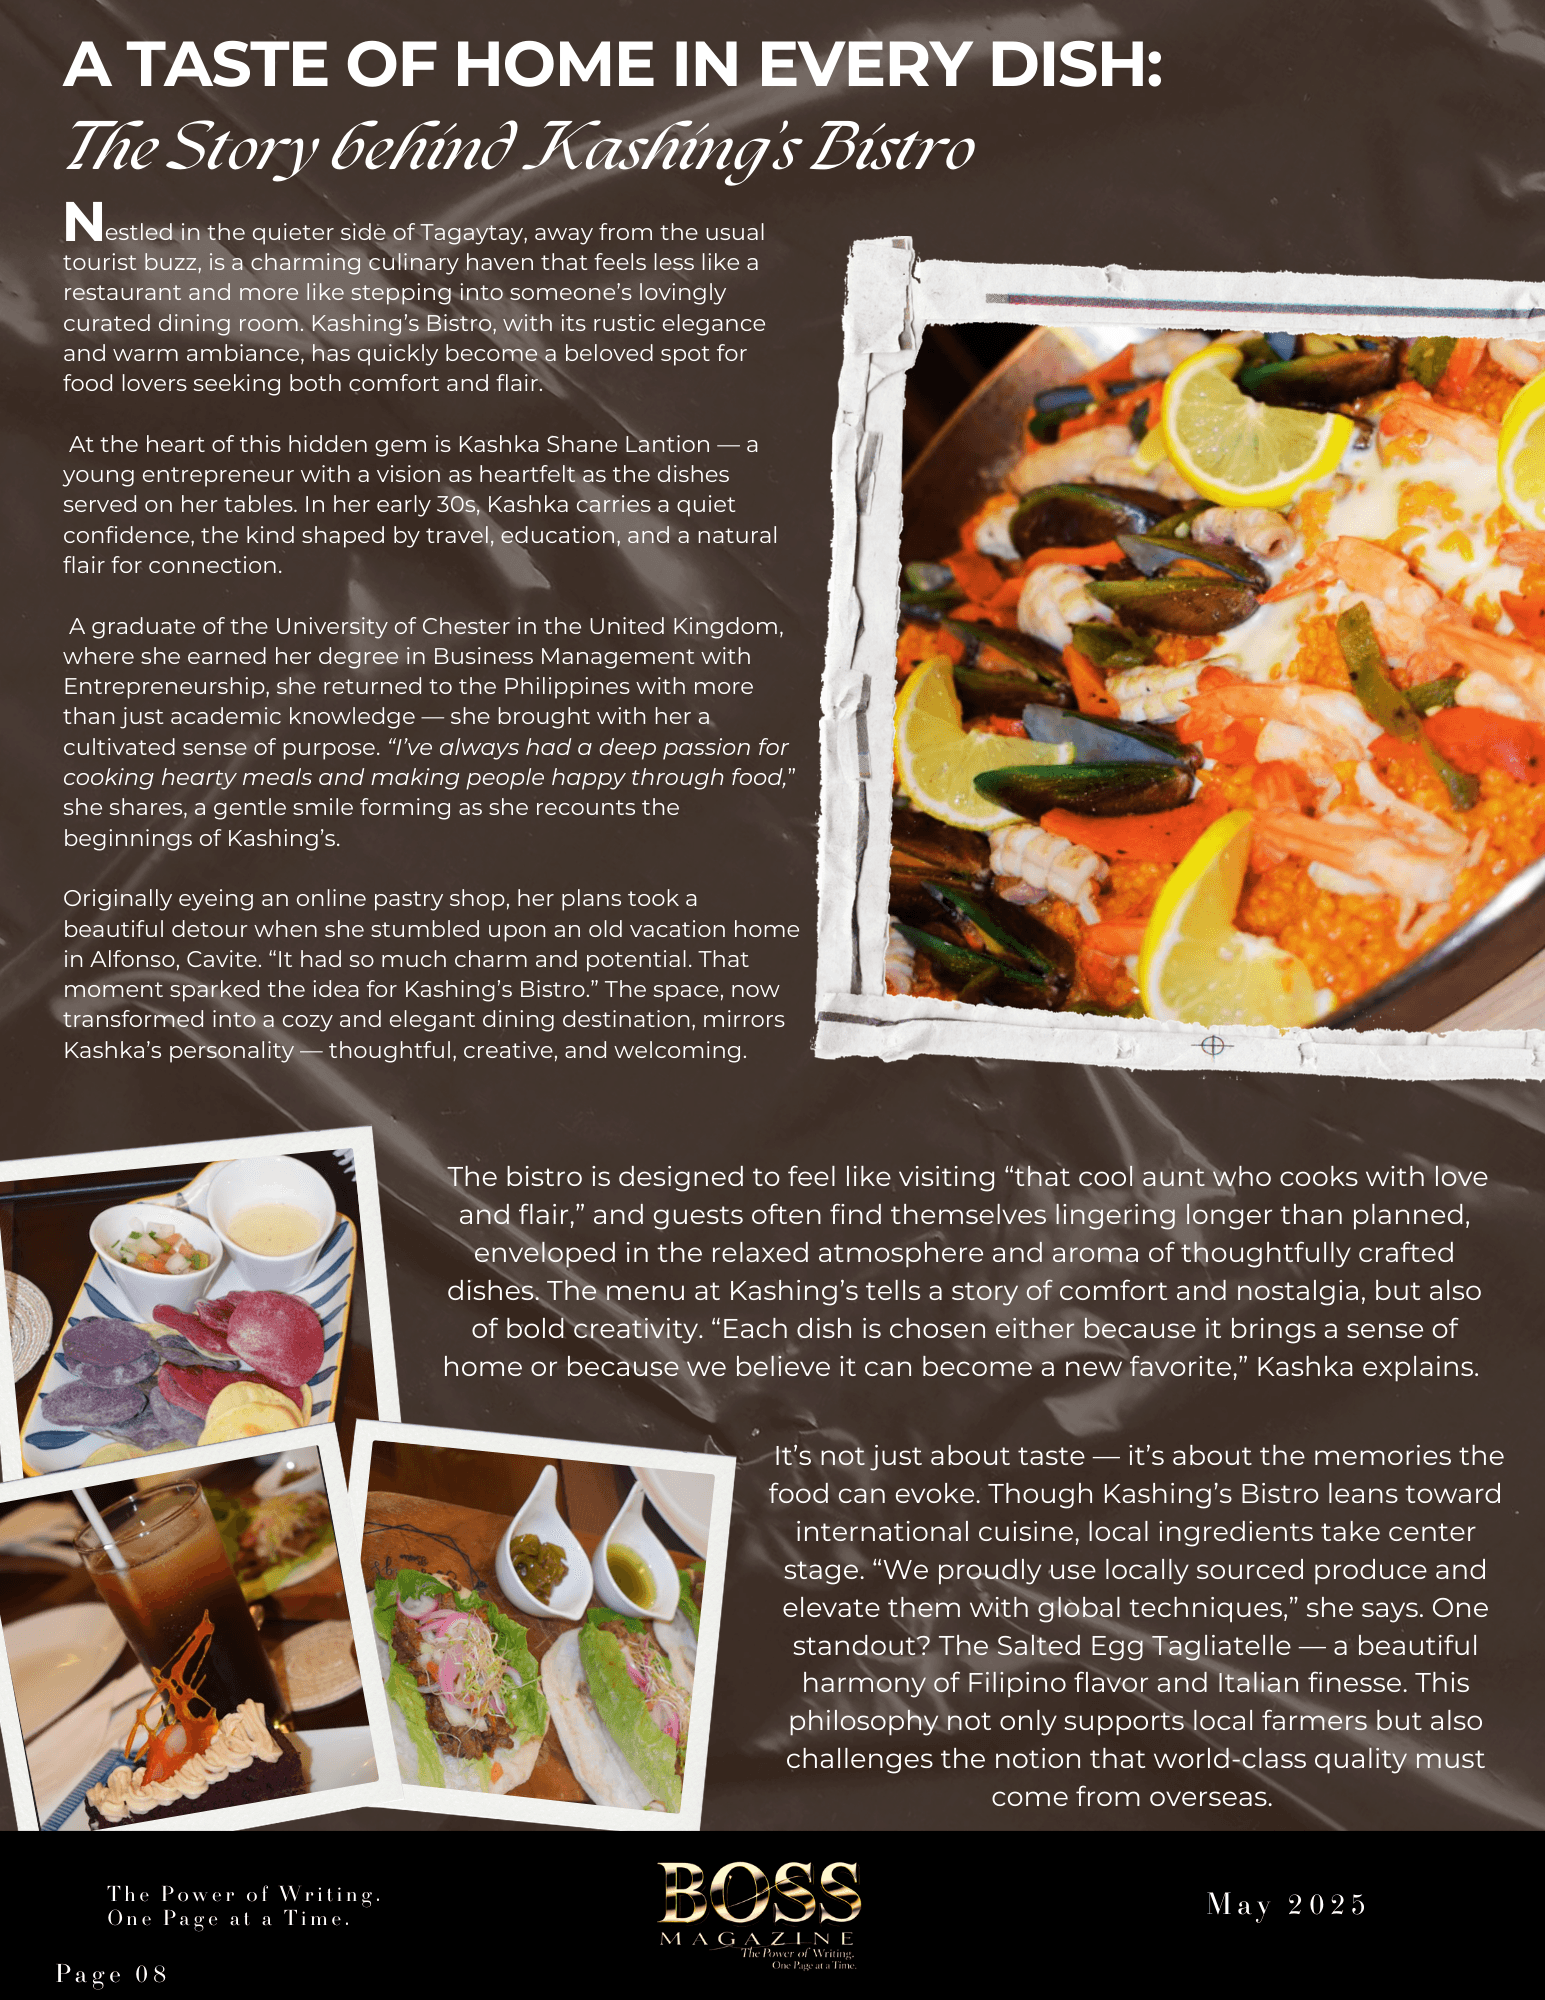 A TASTE OF HOME IN EVERY DISH:
The Story behind Kashing's Bistro
Nestled in the quieter side of Tagaytay, away from the usual
tourist buzz, is a charming culinary haven that feels less like a
restaurant and more like stepping into someone’s lovingly
curated dining room. Kashing’s Bistro, with its rustic elegance
and warm ambiance, has quickly become a beloved spot for
food lovers seeking both comfort and flair.
At the heart of this hidden gem is Kashka Shane Lantion — a
young entrepreneur with a vision as heartfelt as the dishes
served on her tables. In her early 30s, Kashka carries a quiet
confidence, the kind shaped by travel, education, and a natural
flair for connection.
A graduate of the University of Chester in the United Kingdom,
where she earned her degree in Business Management with
Entrepreneurship, she returned to the Philippines with more
than just academic knowledge — she brought with her a
cultivated sense of purpose. “I’ve always had a deep passion for
cooking hearty meals and making people happy through food,”
she shares, a gentle smile forming as she recounts the
beginnings of Kashing’s.
Originally eyeing an online pastry shop, her plans took a
beautiful detour when she stumbled upon an old vacation home
in Alfonso, Cavite. “It had so much charm and potential. That
moment sparked the idea for Kashing’s Bistro.” The space, now
transformed into a cozy and elegant dining destination, mirrors
Kashka’s personality — thoughtful, creative, and welcoming.
The bistro is designed to feel like visiting “that cool aunt who cooks with love
and flair,” and guests often find themselves lingering longer than planned,
enveloped in the relaxed atmosphere and aroma of thoughtfully crafted
dishes. The menu at Kashing’s tells a story of comfort and nostalgia, but also
of bold creativity. “Each dish is chosen either because it brings a sense of
home or because we believe it can become a new favorite,” Kashka explains.
It’s not just about taste — it’s about the memories the
food can evoke. Though Kashing’s Bistro leans toward
international cuisine, local ingredients take center
stage. “We proudly use locally sourced produce and
elevate them with global techniques,” she says. One
standout? The Salted Egg Tagliatelle — a beautiful
harmony of Filipino flavor and Italian finesse. This
philosophy not only supports local farmers but also
challenges the notion that world-class quality must
come from overseas.
The Power of Writing.
One Page at a Time.
Page 08
BOSS
MAGAZINE
The Power of Writing.
One Page at a Time.
May 2025